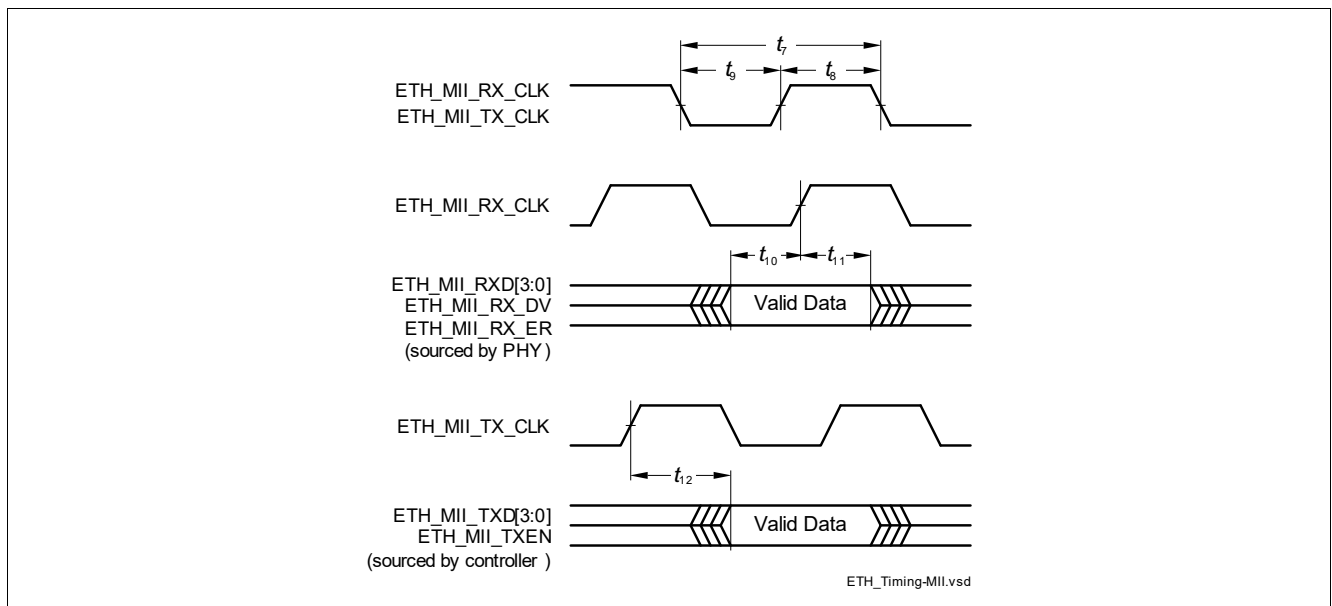 t7
t9 t8
ETH_MII_RX_CLK
ETH_MII_TX_CLK
ETH_MII_RX_CLK
t10 t11
ETH_MII_RXD[3:0]
ETH_MII_RX_DV Valid Data
ETH_MII_RX_ER
(sourced by PHY )
ETH_MII_TX_CLK
t12
ETH_MII_TXD[3:0]
Valid Data
ETH_MII_TXEN
(sourced by controller )
ETH_Timing-MII.vsd